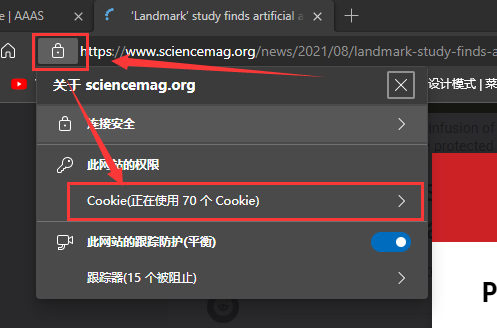 e | AAAS
‘Landmark’ study finds artificial a
https://www.sciencemag.org/news/2021/08/landmark-study-finds-a
关于 sciencemag.org
设计模式 | 菜
连接安全
infusion of
protected
此网站的权限
Cookie(正在使用 70 个 Cookie)
此网站的跟踪防护(平衡)
跟踪器(15 个被阻止)
P